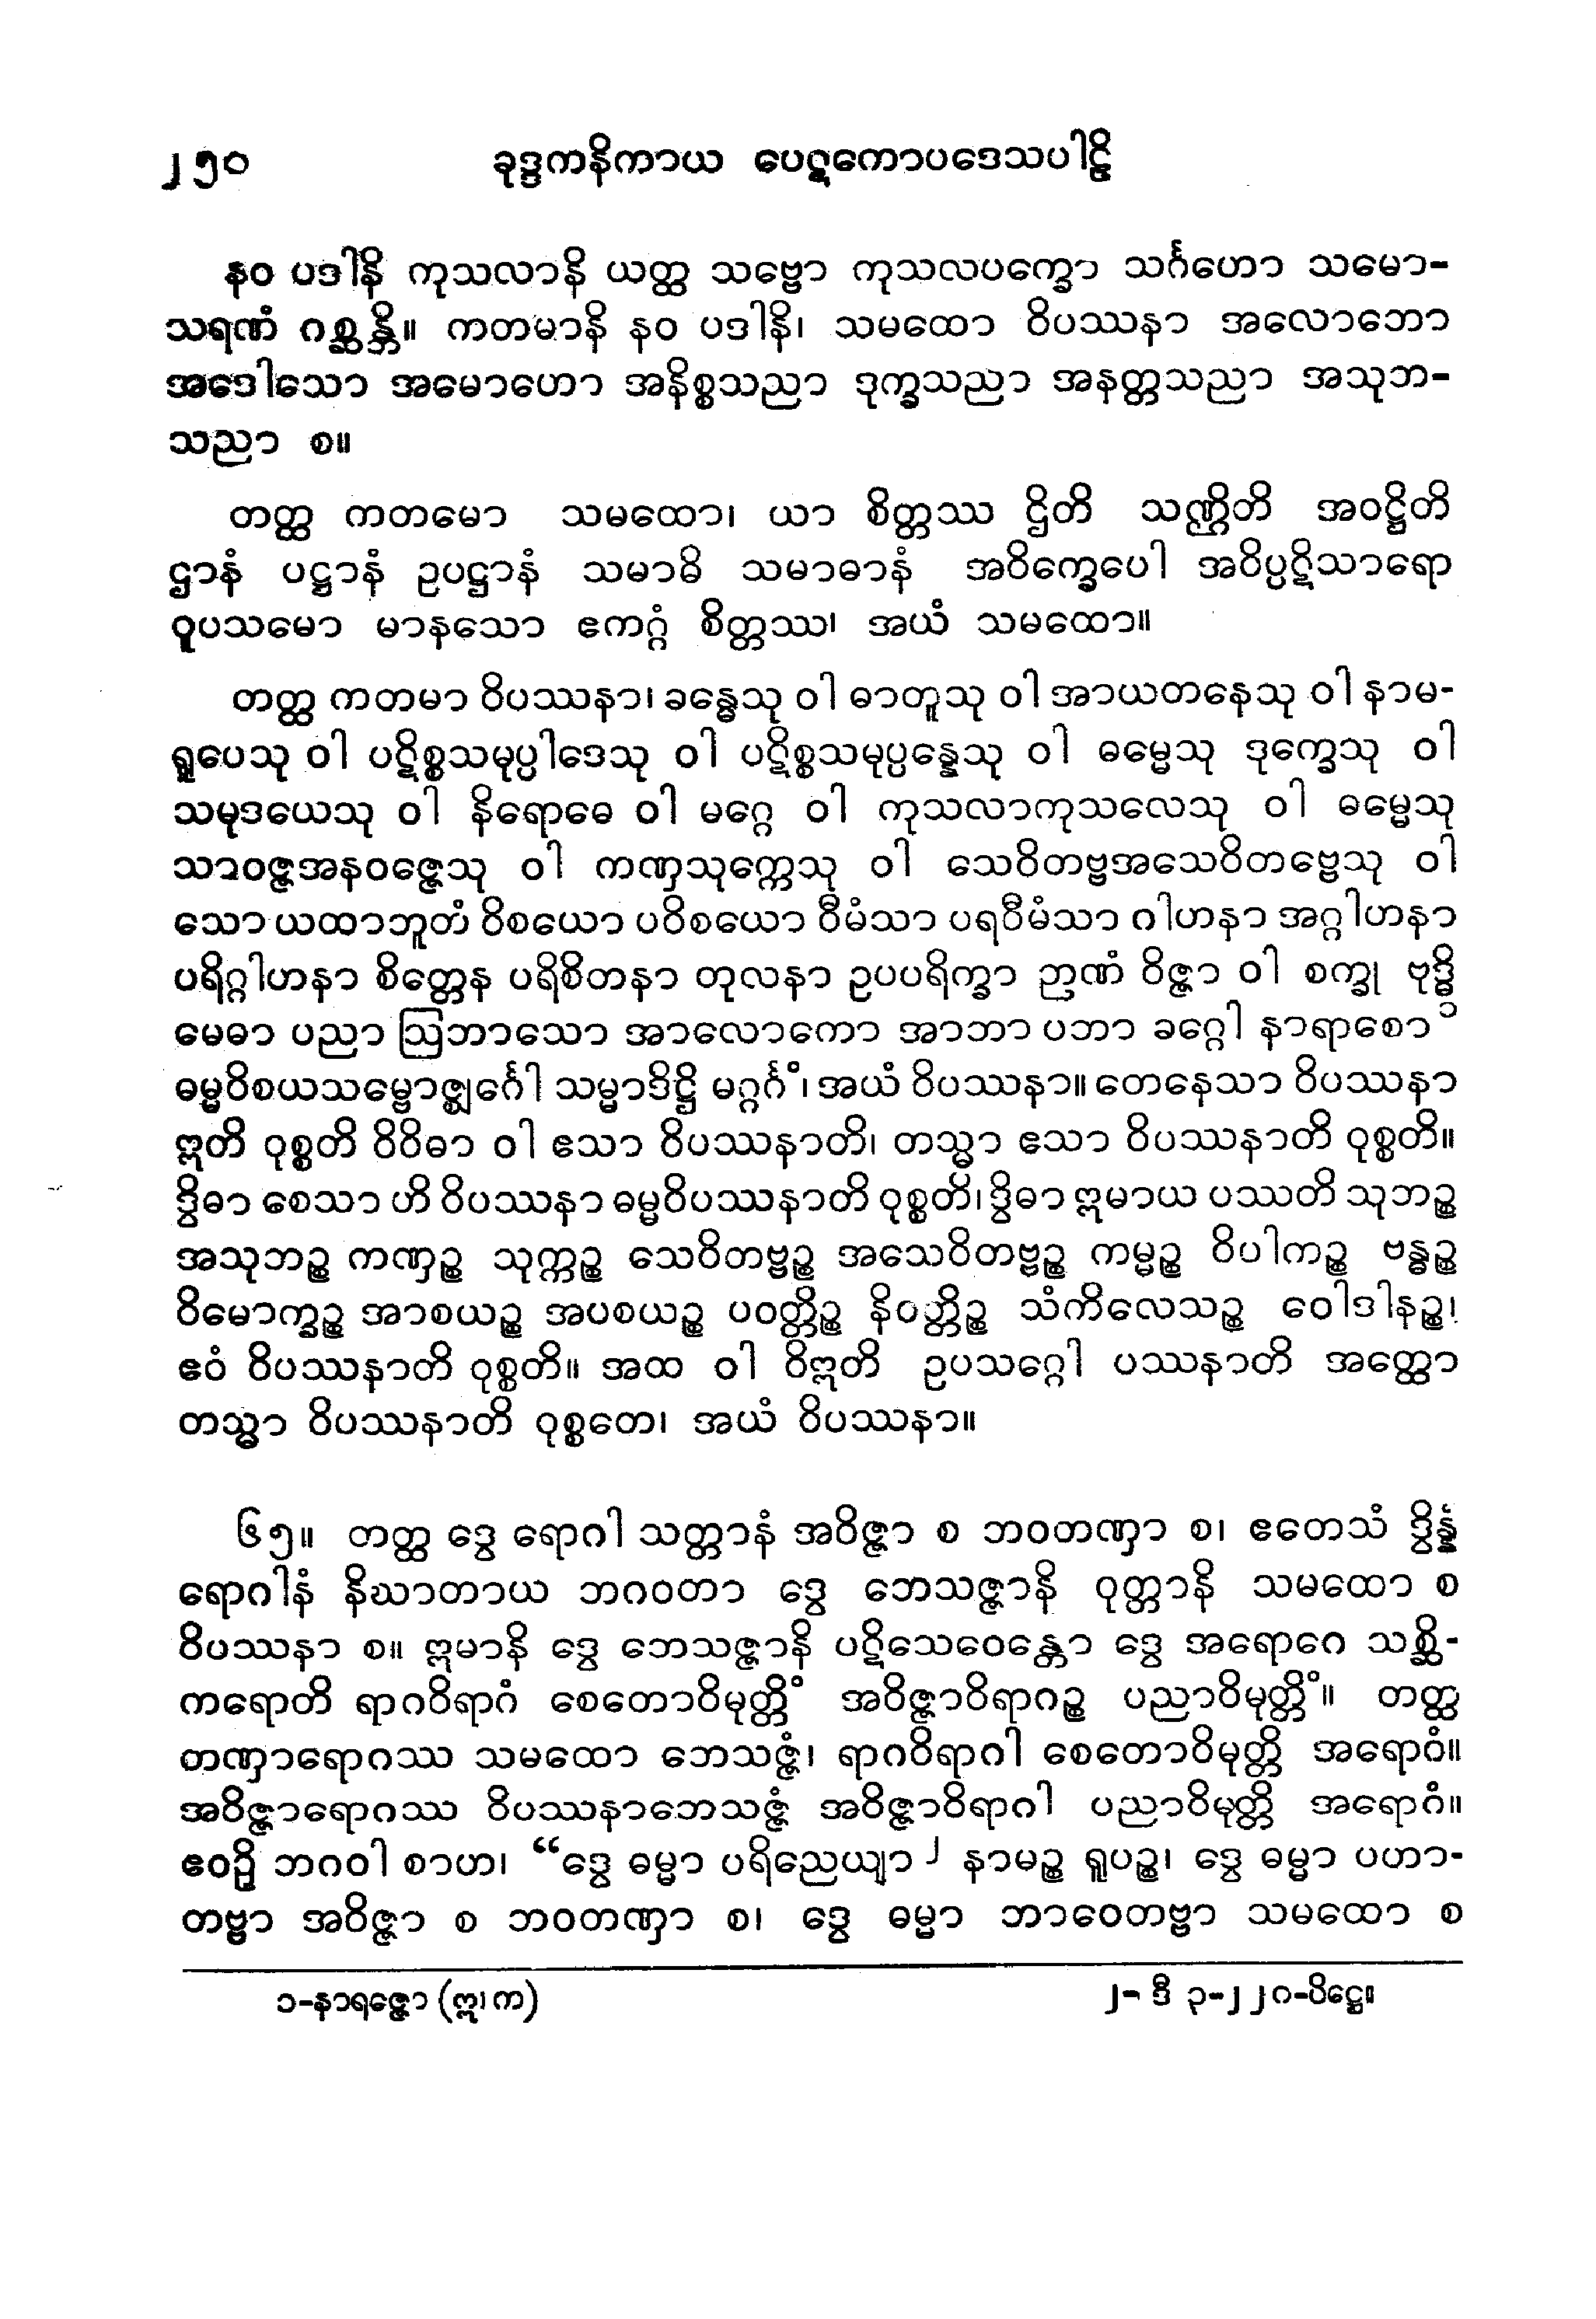 ၂၅၀ ခုဒ္ဒကနိကာယ ပေဋကောပဒေသပါဠိ
နဝ ပဒါနိ ကုသလာနိ ယတ္ထ သဗ္ဗော ကုသလပက္ခော သင်္ဂဟော သမော-
သရဏံ ဂစ္ဆန္တိ။ ကတမာနိ နဝ ပဒါနိ၊ သမထော ဝိပဿနာ အလောဘော
အဒေါသော အမောဟော အနိစ္စသညာ ဒုက္ခသညာ အနတ္တသညာ အသုဘ-
သညာ စ။
တတ္ထ ကတမော သမထော၊ ယာ စိတ္တဿ ဌိတိ သဏ္ဌိတိ အဝဋ္ဌိတိ
ဌာနံ ပဋ္ဌာနံ ဥပဋ္ဌာနံ သမာဓိ သမာဓာနံ အဝိက္ခေပေါ အဝိပ္ပဋိသာရော
ဝူပသမော မာနသော ဧကဂ္ဂံ စိတ္တဿ၊ အယံ သမထော။
တတ္ထ ကတမာ ဝိပဿနာ၊ ခန္ဓေသု ဝါ ဓာတူသု ဝါ အာယတနေသု ဝါ နာမ-
ရူပေသု ဝါ ပဋိစ္စသမုပ္ပါဒေသု ဝါ ပဋိစ္စသမုပ္ပန္နေသု ဝါ ဓမ္မေသု ဒုက္ခေသု ဝါ
သမုဒယေသု ဝါ နိရောဓေ ဝါ မဂ္ဂေ ဝါ ကုသလာကုသလေသု ဝါ ဓမ္မေသု
သာဝဇ္ဇအနဝဇ္ဇေသု ဝါ ကဏှသုက္ကေသု ဝါ သေဝိတဗ္ဗအသေဝိတဗ္ဗေသု ဝါ
သော ယထာဘူတံ ဝိစယော ပဝိစယော ဝီမံသာ ပရဝီမံသာ ဂါဟနာ အဂ္ဂါဟနာ
ပရိဂ္ဂါဟနာ စိတ္တေန ပရိစိတနာ တုလနာ ဥပပရိက္ခာ ဉာဏံ ဝိဇ္ဇာ ဝါ စက္ခု ဗုဒ္ဓိ
မေဓာ ပညာ ဩဘာသော အာလောကော အာဘာ ပဘာ ခဂ္ဂေါ နာရာစော ၁
ဓမ္မဝိစယသမ္ဗောဇ္ဈင်္ဂေါ သမ္မာဒိဋ္ဌိ မဂ္ဂင်္ဂံ၊ အယံ ဝိပဿနာ။ တေနေသာ ဝိပဿနာ
ဣတိ ဝုစ္စတိ ဝိဝိဓာ ဝါ ဧသာ ဝိပဿနာတိ၊ တသ္မာ ဧသာ ဝိပဿနာတိ ဝုစ္စတိ။
ဒွိဓာ စေသာ ဟိ ဝိပဿနာ ဓမ္မဝိပဿနာတိ ဝုစ္စတိ၊ ဒွိဓာ ဣမာယ ပဿတိ သုဘဉ္စ
အသုဘဉ္စ ကဏှဉ္စ သုက္ကဉ္စ သေဝိတဗ္ဗဉ္စ အသေဝိတဗ္ဗဉ္စ ကမ္မဉ္စ ဝိပါကဉ္စ ဗန္ဓဉ္စ
ဝိမောက္ခဉ္စ အာစယဉ္စ အပစယဉ္စ ပဝတ္တိဉ္စ နိဝတ္တိဉ္စ သံကိလေသဉ္စ ဝေါဒါနဉ္စ၊
ဧဝံ ဝိပဿနာတိ ဝုစ္စတိ။ အထ ဝါ ဝိဣတိ ဥပသဂ္ဂေါ ပဿနာတိ အတ္ထော
တသ္မာ ဝိပဿနာတိ ဝုစ္စတေ၊ အယံ ဝိပဿနာ။
၆၅။ တတ္ထ ဒွေ ရောဂါ သတ္တာနံ အဝိဇ္ဇာ စ ဘဝတဏှာ စ၊ ဧတေသံ ဒွိန္နံ
ရောဂါနံ နိဃာတာယ ဘဂဝတာ ဒွေ ဘေသဇ္ဇာနိ ဝုတ္တာနိ သမထော စ
ဝိပဿနာ စ။ ဣမာနိ ဒွေ ဘေသဇ္ဇာနိ ပဋိသေဝေန္တော ဒွေ အရောဂေ သစ္ဆိ-
ကရောတိ ရာဂဝိရာဂံ စေတောဝိမုတ္တိံ အဝိဇ္ဇာဝိရာဂဉ္စ ပညာဝိမုတ္တိံ။ တတ္ထ
တဏှာရောဂဿ သမထော ဘေသဇ္ဇံ၊ ရာဂဝိရာဂါ စေတောဝိမုတ္တိ အရောဂံ။
အဝိဇ္ဇာရောဂဿ ဝိပဿနာဘေသဇ္ဇံ အဝိဇ္ဇာဝိရာဂါ ပညာဝိမုတ္တိ အရောဂံ။
ဧဝဉှိ ဘဂဝါ စာဟ၊ “ဒွေ ဓမ္မာ ပရိညေယျာ ၂ နာမဉ္စ ရူပဉ္စ၊ ဒွေ ဓမ္မာ ပဟာ-
တဗ္ဗာ အဝိဇ္ဇာ စ ဘဝတဏှာ စ၊ ဒွေ ဓမ္မာ ဘာဝေတဗ္ဗာ သမထော စ
၁-နာရဇ္ဇော (ဣ၊ က) ၂- ဒီ ၃-၂၂၈-ပိဋ္ဌေ။